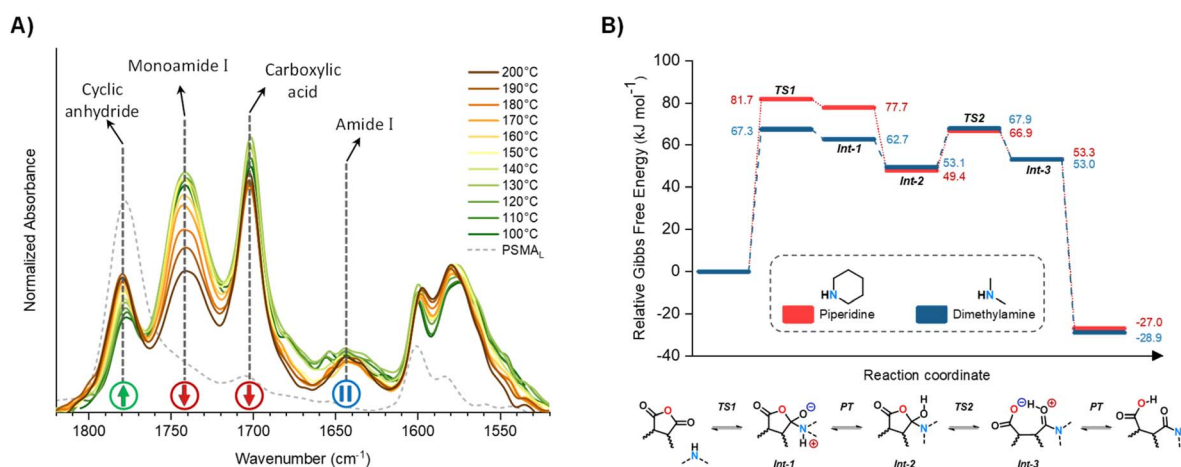 A)
Cyclic
anhydride
Monoamide I
Carboxylic
acid
Amide I
200°C
190°C
180°C
170°C
160°C
150°C
140°C
130°C
120°C
110°C
100°C
PSMA_L
Normalized Absorbance
1800
1750
1700
1650
1600
1550
Wavenumber (cm⁻¹)
B)
Relative Gibbs Free Energy (kJ mol⁻¹)
100
80
60
40
20
0
-20
-40
81.7
TS1
77.7
67.3
Int-1
62.7
53.1
49.4
Int-2
TS2
67.9
66.9
Int-3
53.3
53.0
-27.0
-28.9
HN
Piperidine
HN
Dimethylamine
Reaction coordinate
O O O
H
N
TS1
O O O ⊖
N
H ⊕
Int-1
PT
O O H
O
N
Int-2
TS2
O ⊖ O H O ⊕
N
Int-3
PT
O H
O O
N